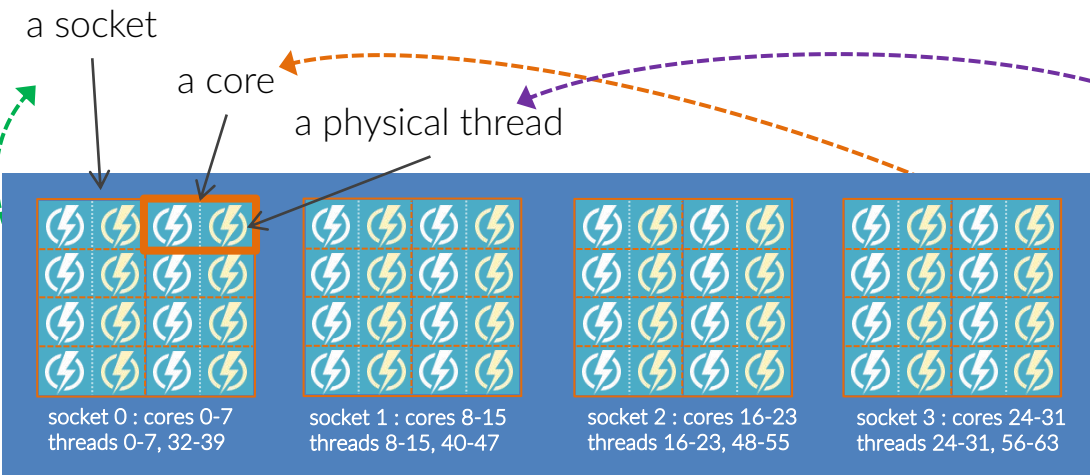 a socket
a core
a physical thread
socket 0 : cores 0-7
threads 0-7, 32-39
socket 1 : cores 8-15
threads 8-15, 40-47
socket 2 : cores 16-23
threads 16-23, 48-55
socket 3 : cores 24-31
threads 24-31, 56-63